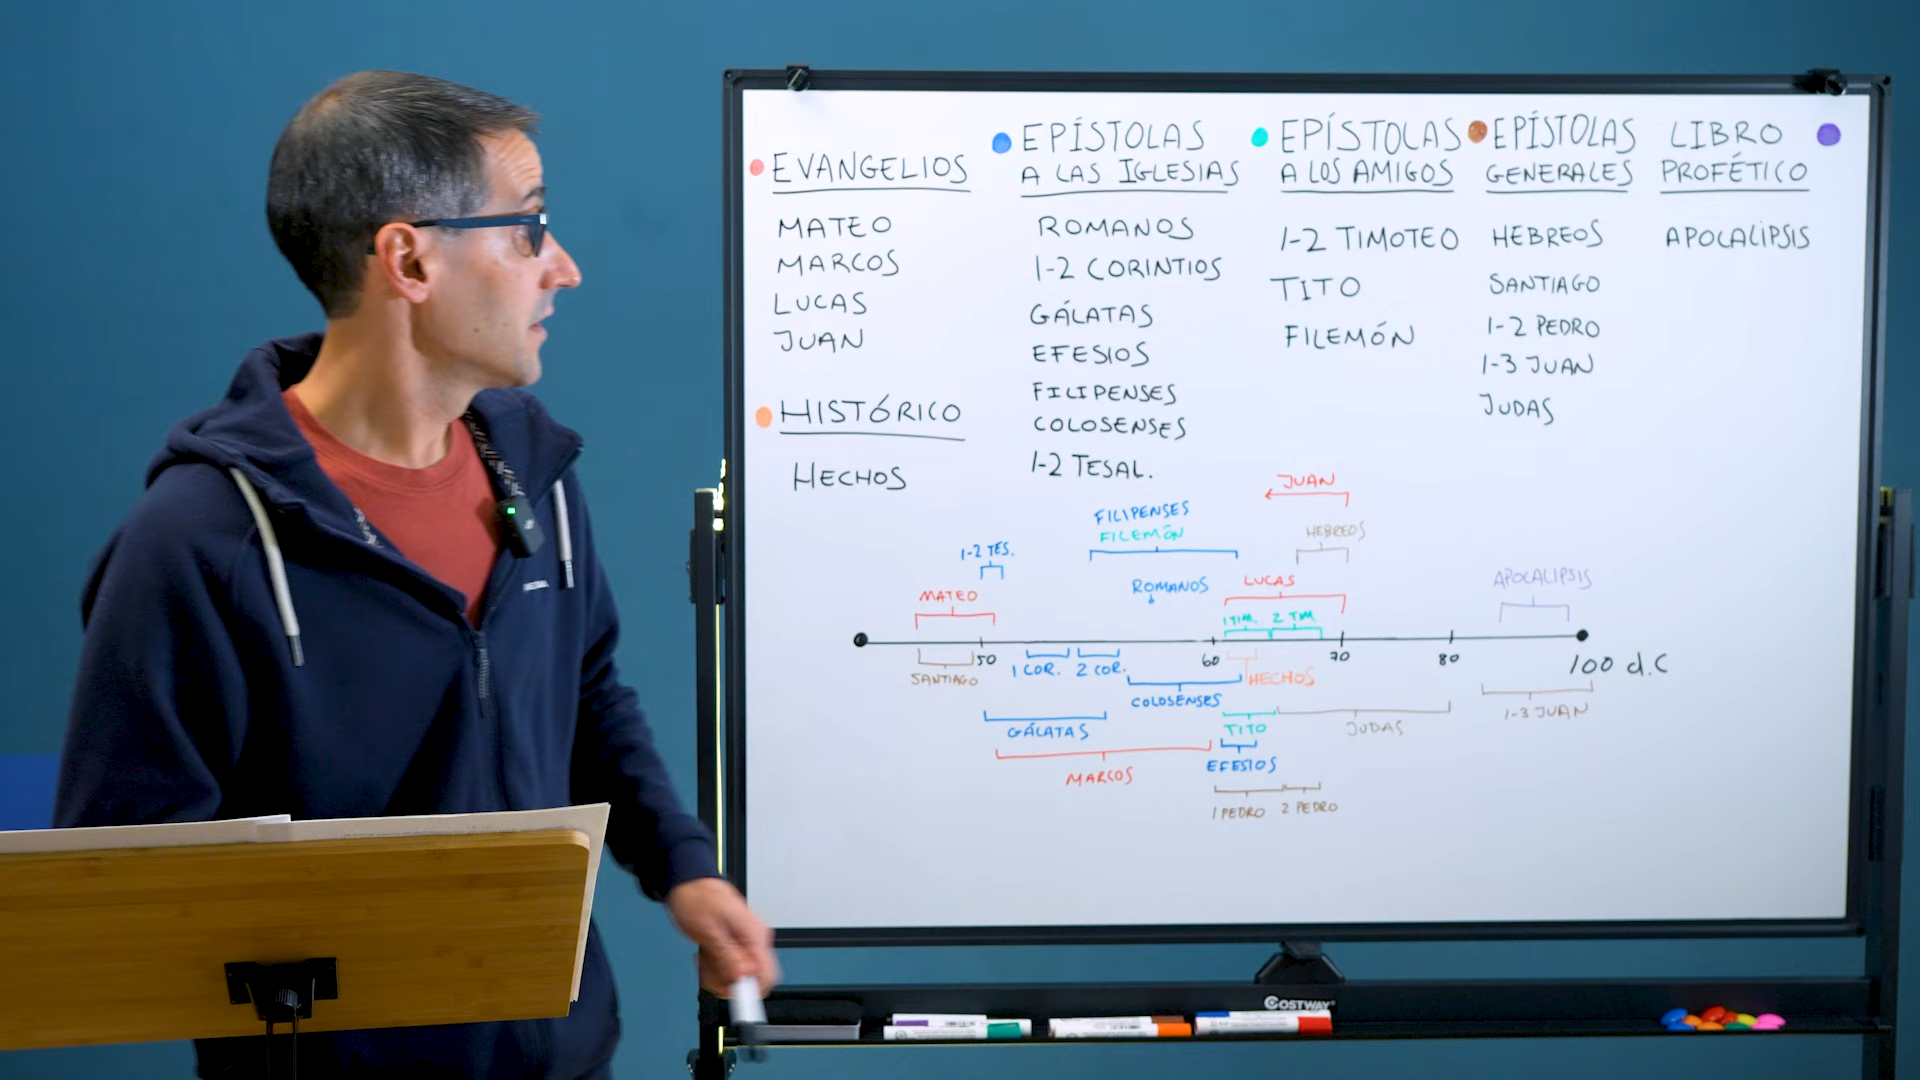 EVANGELIOS
MATEO
MARCOS
LUCAS
JUAN
HISTÓRICO
HECHOS
EPÍSTOLAS
A LAS IGLESIAS
ROMANOS
1-2 CORINTIOS
GÁLATAS
EFESIOS
FILIPENSES
COLOSENSES
1-2 TESAL.
EPÍSTOLAS
A LOS AMIGOS
1-2 TIMOTEO
TITO
FILEMÓN
EPÍSTOLAS
GENERALES
HEBREOS
SANTIAGO
1-2 PEDRO
1-3 JUAN
JUDAS
LIBRO
PROFÉTICO
APOCALIPSIS
JUAN
FILIPENSES
FILEMÓN
HEBREOS
1-2 TES.
ROMANOS
LUCAS
APOCALIPSIS
MATEO
1 TIM. 2 TIM.
50 60 70 80 100 d.C
SANTIAGO
1 COR. 2 COR.
HECHOS
COLOSENSES
1-3 JUAN
GÁLATAS
TITO
JUDAS
EFESIOS
MARCOS
1 PEDRO 2 PEDRO
COSTWAY